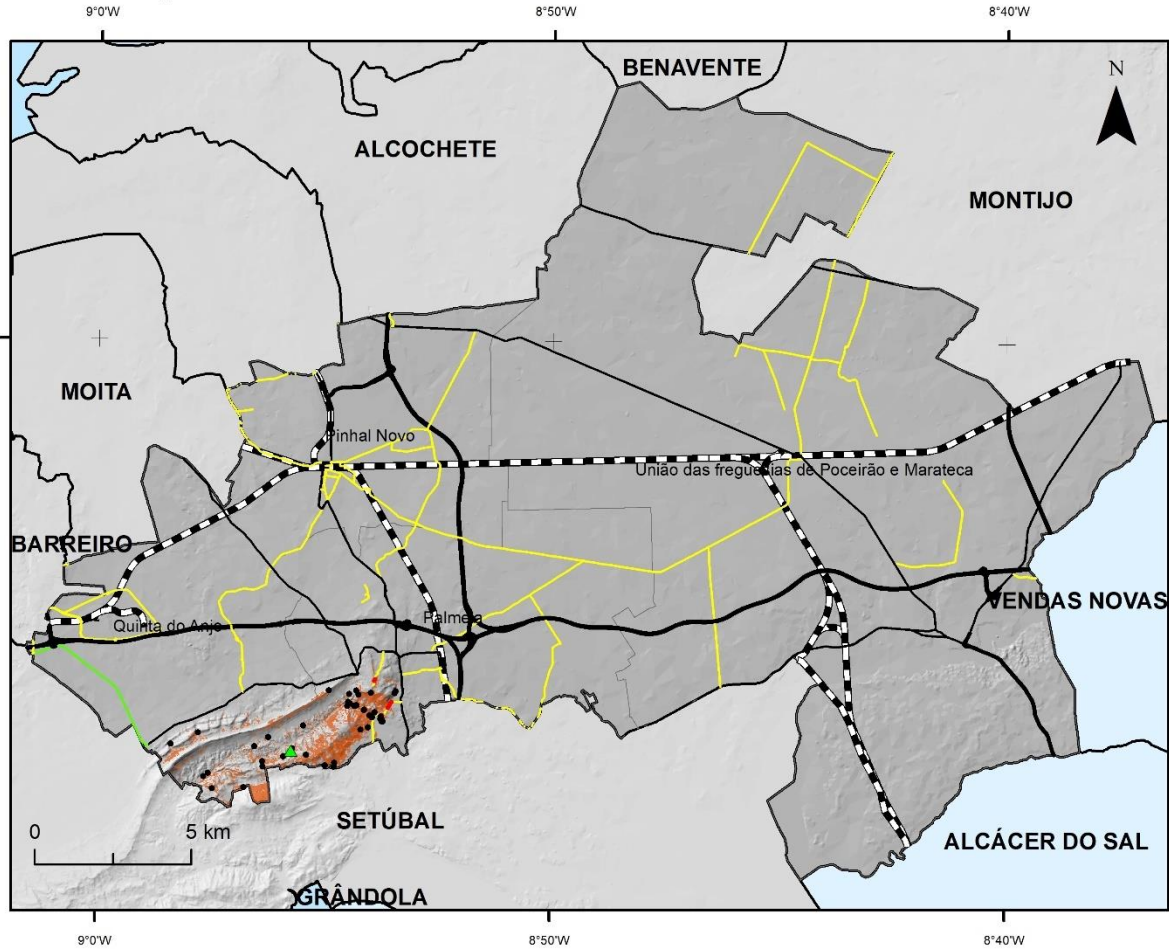 9°0'W
8°50'W
8°40'W
BENAVENTE
N
ALCOCHETE
MONTIJO
MOITA
Pinhal Novo
União das freguesias de Poceirão e Marateca
BARREIRO
VENDAS NOVAS
Quinta do Anjo
Palmela
SETÚBAL
0
5 km
ALCÁCER DO SAL
GRÂNDOLA
9°0'W
8°50'W
8°40'W